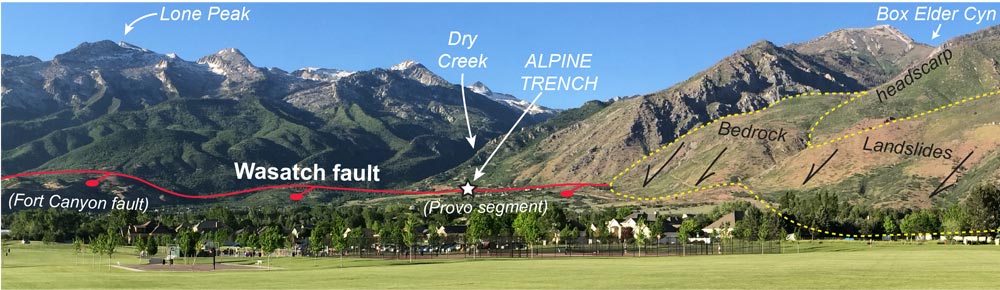 Lone Peak
Box Elder Cyn
Dry
Creek
ALPINE
TRENCH
headscarp
Bedrock
Landslides
Wasatch fault
(Fort Canyon fault)
(Provo segment)